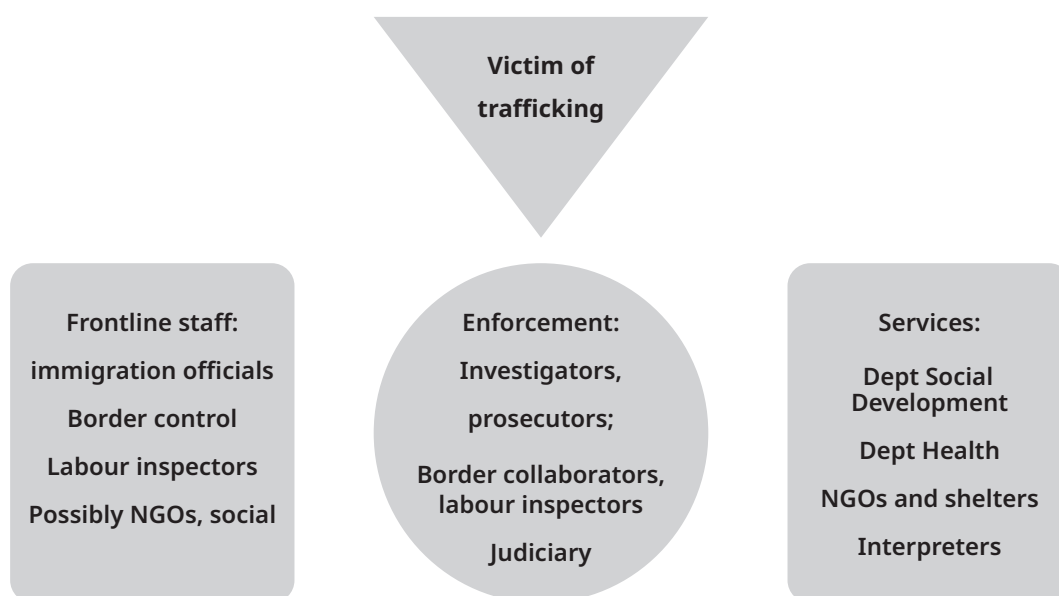 Victim of
trafficking
Frontline staff:
immigration officials
Border control
Labour inspectors
Possibly NGOs, social
Enforcement:
Investigators,
prosecutors;
Border collaborators,
labour inspectors
Judiciary
Services:
Dept Social
Development
Dept Health
NGOs and shelters
Interpreters